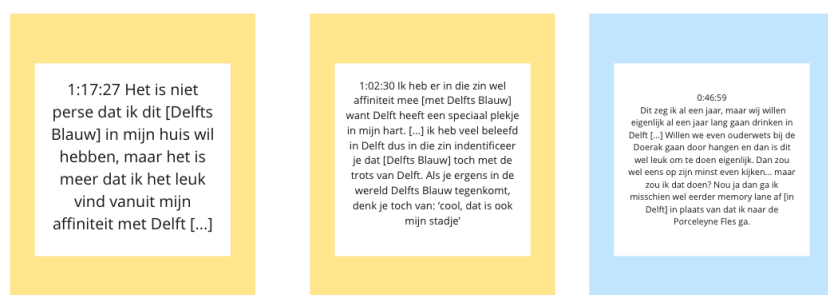 1:17:27 Het is niet
perse dat ik dit [Delfts
Blauw] in mijn huis wil
hebben, maar het is
meer dat ik het leuk
vind vanuit mijn
affiniteit met Delft [...]
1:02:30 Ik heb er in die zin wel
affiniteit mee [met Delfts Blauw]
want Delft heeft een speciaal plekje
in mijn hart. [...] ik heb veel beleefd
in Delft dus in die zin indentificeer
je dat [Delfts Blauw] toch met de
trots van Delft. Als je ergens in de
wereld Delfts Blauw tegenkomt,
denk je toch van: 'cool, dat is ook
mijn stadje'
0:46:59
Dit zeg ik al een jaar, maar wij willen
eigenlijk al een jaar lang gaan drinken in
Delft [...] Willen we even ouderwets bij de
Doerak gaan door hangen en dan is dit
wel leuk om te doen eigenlijk. Dan zou
wel eens op zijn minst even kijken... maar
zou ik dat doen? Nou ja dan ga ik
misschien wel eerder memory lane af [in
Delft] in plaats van dat ik naar de
Porceleyne Fles ga.